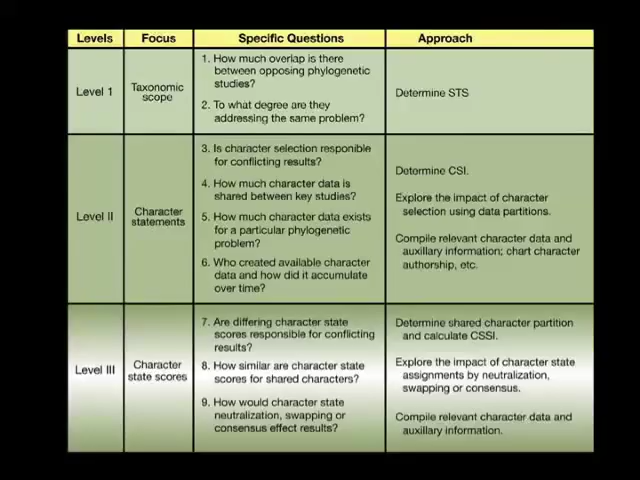 Levels Focus Specific Questions Approach
Level 1
Taxonomic
scope
1. How much overlap is there
between opposing phylogenetic
studies?
2. To what degree are they
addressing the same problem?
Determine STS
Level II
Character
statements
3. Is character selection responible
for conflicting results?
4. How much character data is
shared between key studies?
5. How much character data exists
for a particular phylogenetic
problem?
6. Who created available character
data and how did it accumulate
over time?
Determine CSI.
Explore the impact of character
selection using data partitions.
Compile relevant character data and
auxillary information; chart character
authorship, etc.
Level III
Character
state scores
7. Are differing character state
scores responsible for conflicting
results?
8. How similar are character state
scores for shared characters?
9. How would character state
neutralization, swapping or
consensus effect results?
Determine shared character partition
and calculate CSSI.
Explore the impact of character state
assignments by neutralization,
swapping or consensus.
Compile relevant character data and
auxillary information.